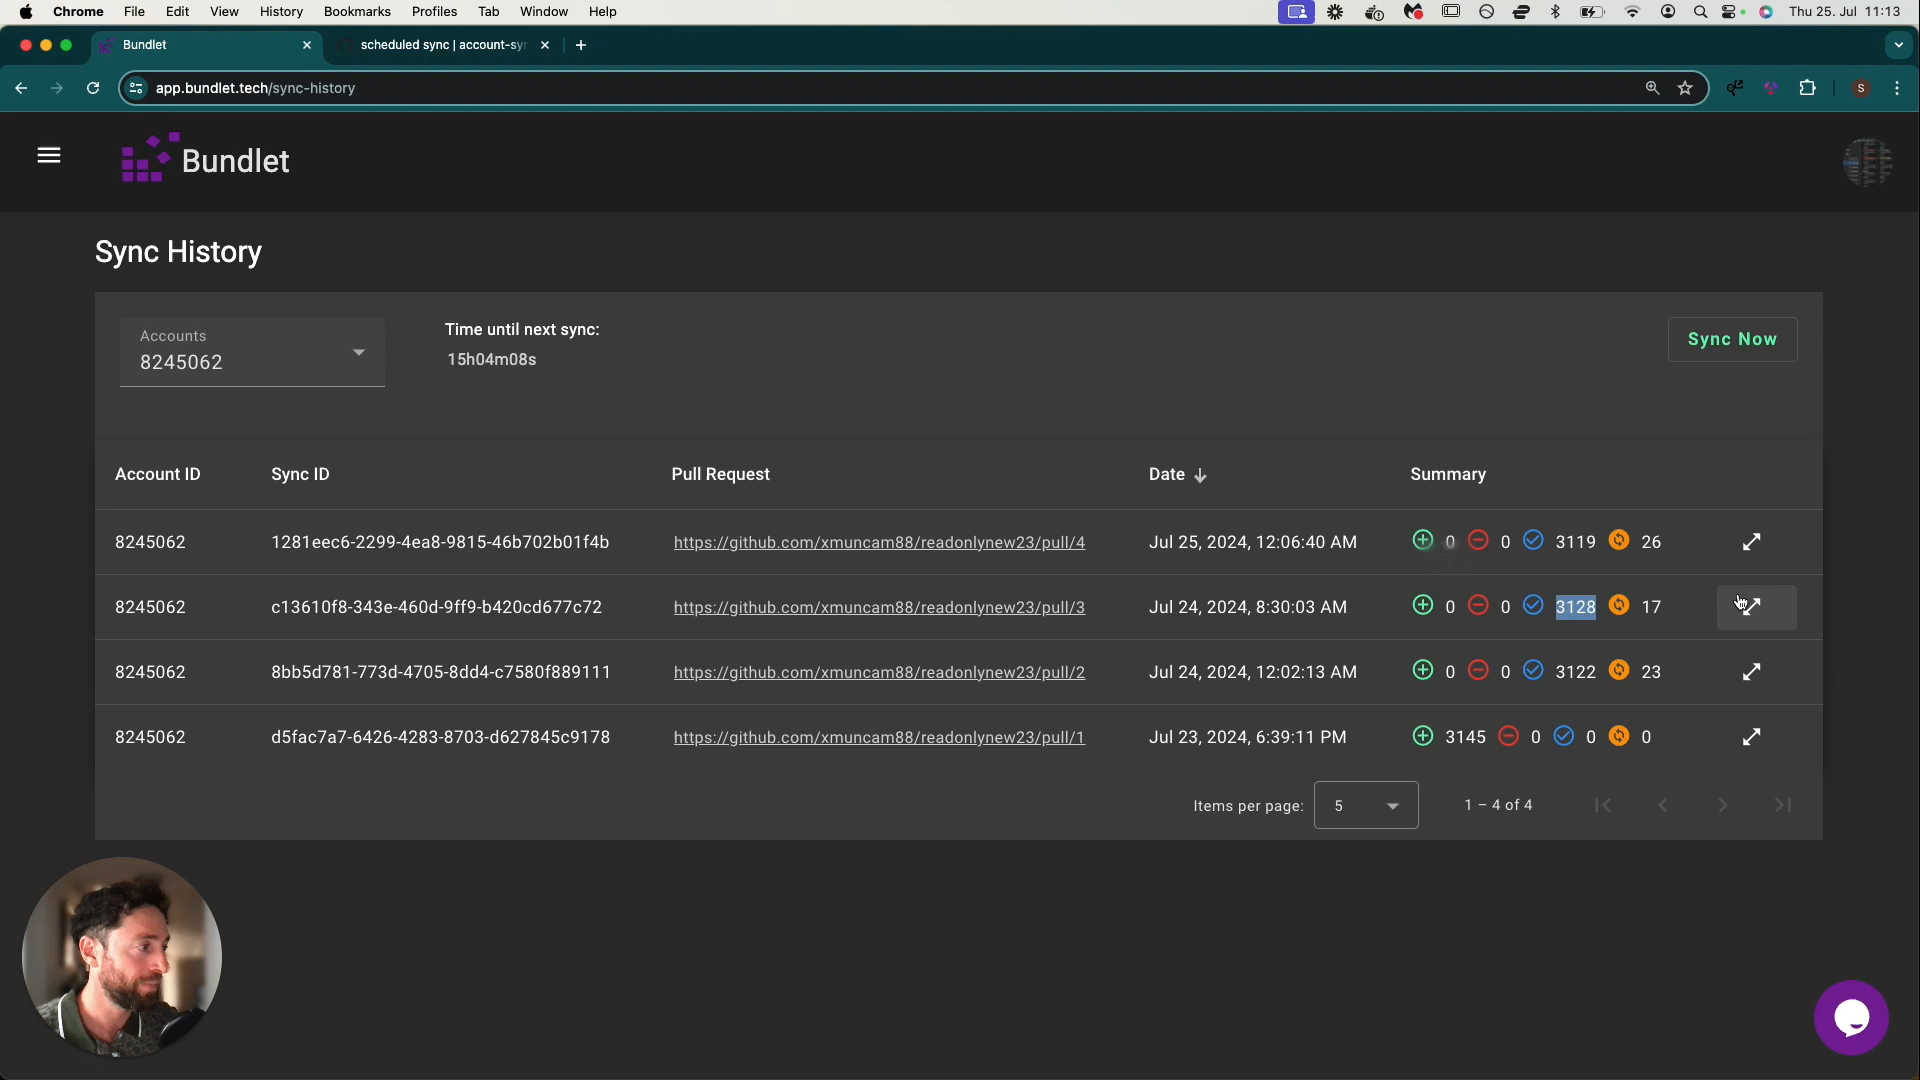 Chrome File Edit View History Bookmarks Profiles Tab Window Help Thu 25. Jul 11:13
Bundlet scheduled sync | account-syn
app.bundlet.tech/sync-history S
Bundlet
Sync History
Accounts
8245062
Time until next sync:
15h04m08s
Sync Now
Account ID Sync ID Pull Request Date Summary
8245062 1281eec6-2299-4ea8-9815-46b702b01f4b https://github.com/xmuncam88/readonlynew23/pull/4 Jul 25, 2024, 12:06:40 AM 0 0 3119 26
8245062 c13610f8-343e-460d-9ff9-b420cd677c72 https://github.com/xmuncam88/readonlynew23/pull/3 Jul 24, 2024, 8:30:03 AM 0 0 3128 17
8245062 8bb5d781-773d-4705-8dd4-c7580f889111 https://github.com/xmuncam88/readonlynew23/pull/2 Jul 24, 2024, 12:02:13 AM 0 0 3122 23
8245062 d5fac7a7-6426-4283-8703-d627845c9178 https://github.com/xmuncam88/readonlynew23/pull/1 Jul 23, 2024, 6:39:11 PM 3145 0 0 0
Items per page: 5 1 – 4 of 4